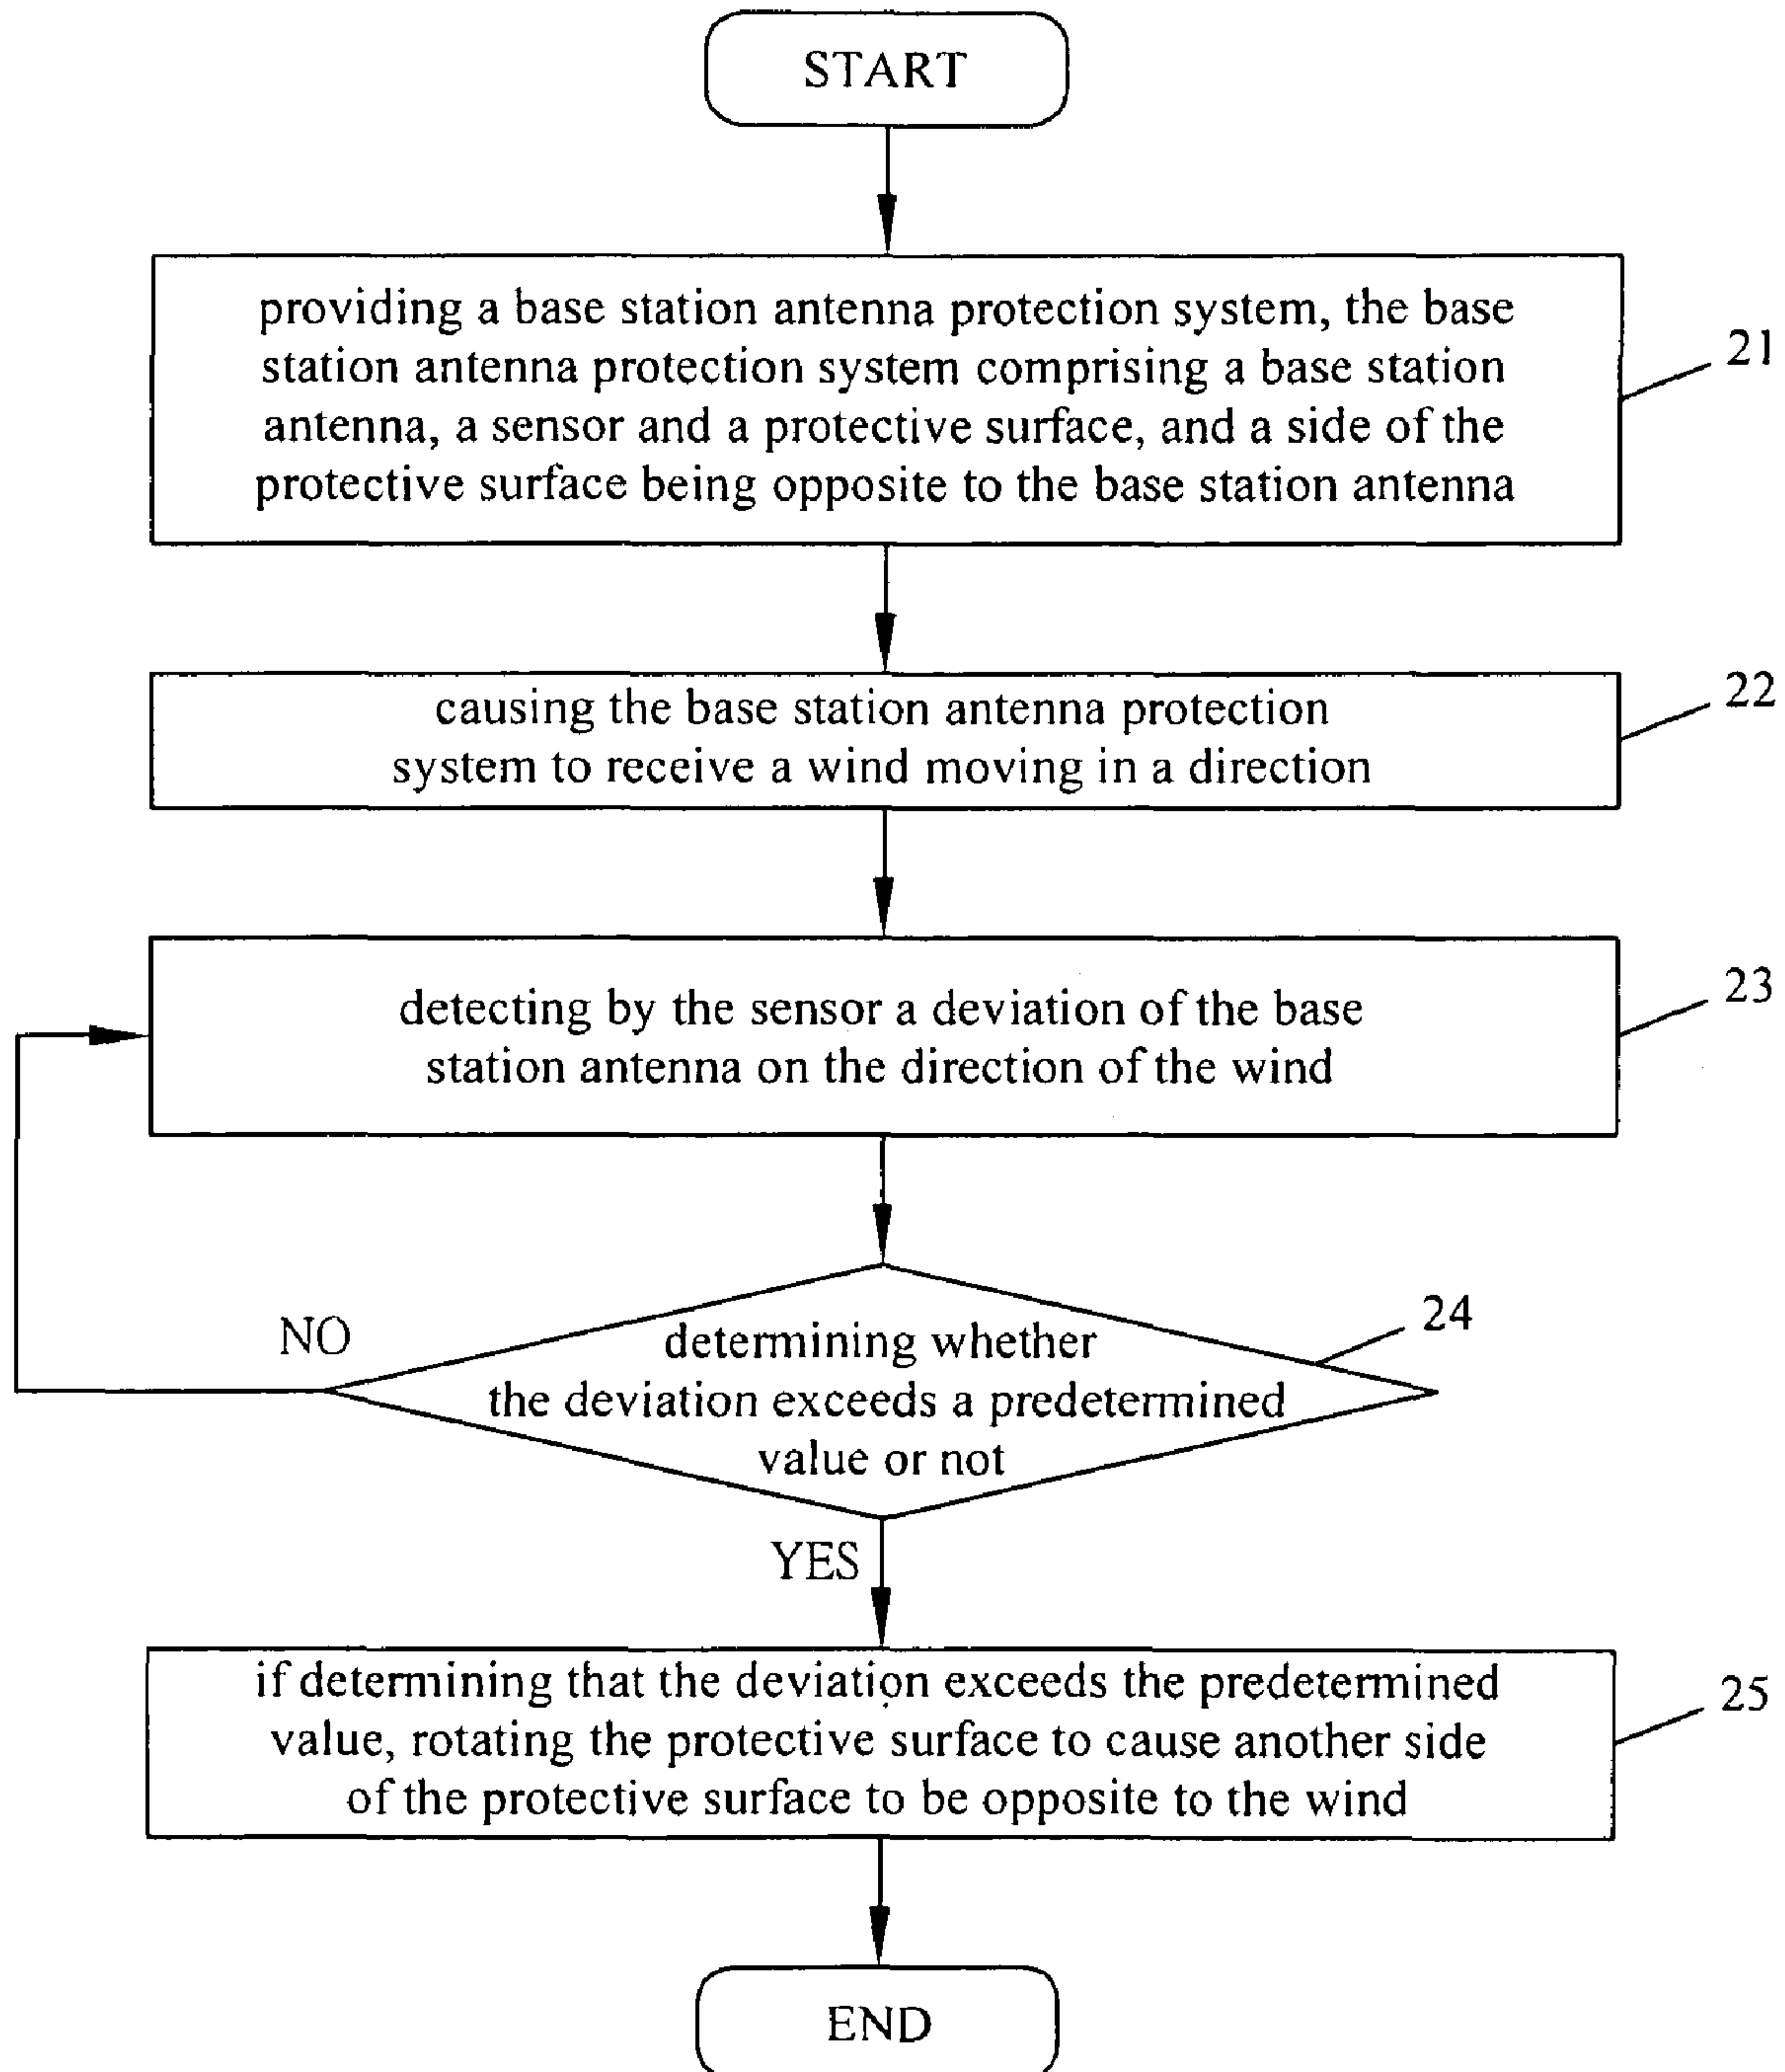 START
providing a base station antenna protection system, the base
station antenna protection system comprising a base station
antenna, a sensor and a protective surface, and a side of the
protective surface being opposite to the base station antenna
21
causing the base station antenna protection
system to receive a wind moving in a direction
22
detecting by the sensor a deviation of the base
station antenna on the direction of the wind
23
determining whether
the deviation exceeds a predetermined
value or not
24
NO
YES
if determining that the deviation exceeds the predetermined
value, rotating the protective surface to cause another side
of the protective surface to be opposite to the wind
25
END